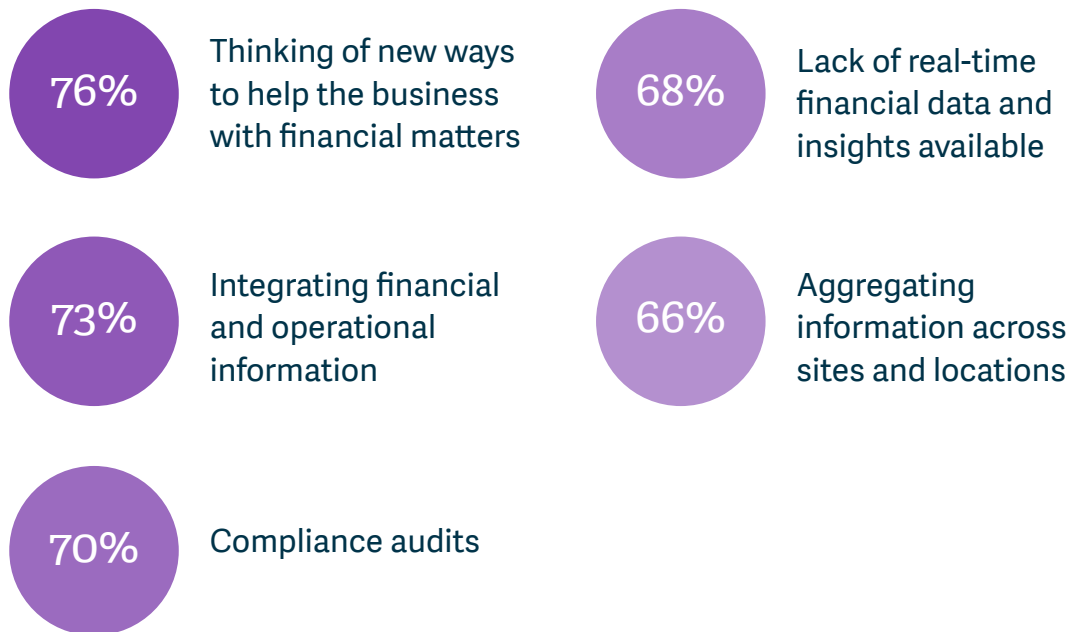 76%
Thinking of new ways
to help the business
with financial matters
73%
Integrating financial
and operational
information
70%
Compliance audits
68%
Lack of real-time
financial data and
insights available
66%
Aggregating
information across
sites and locations